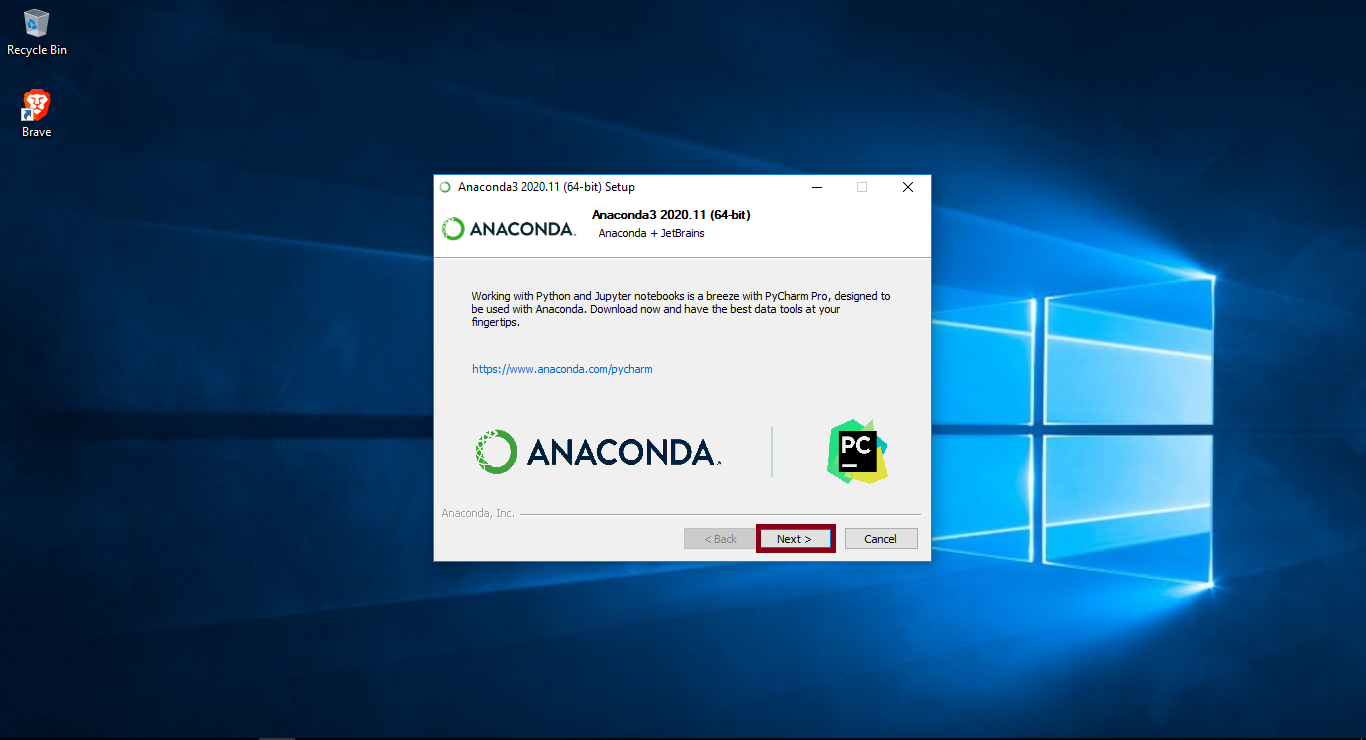 Recycle Bin
Brave
Anaconda3 2020.11 (64-bit) Setup
ANACONDA.
Anaconda3 2020.11 (64-bit)
Anaconda + JetBrains
Working with Python and Jupyter notebooks is a breeze with PyCharm Pro, designed to
be used with Anaconda. Download now and have the best data tools at your
fingertips.
https://www.anaconda.com/pycharm
ANACONDA.
PC
Anaconda, Inc.
< Back
Next >
Cancel